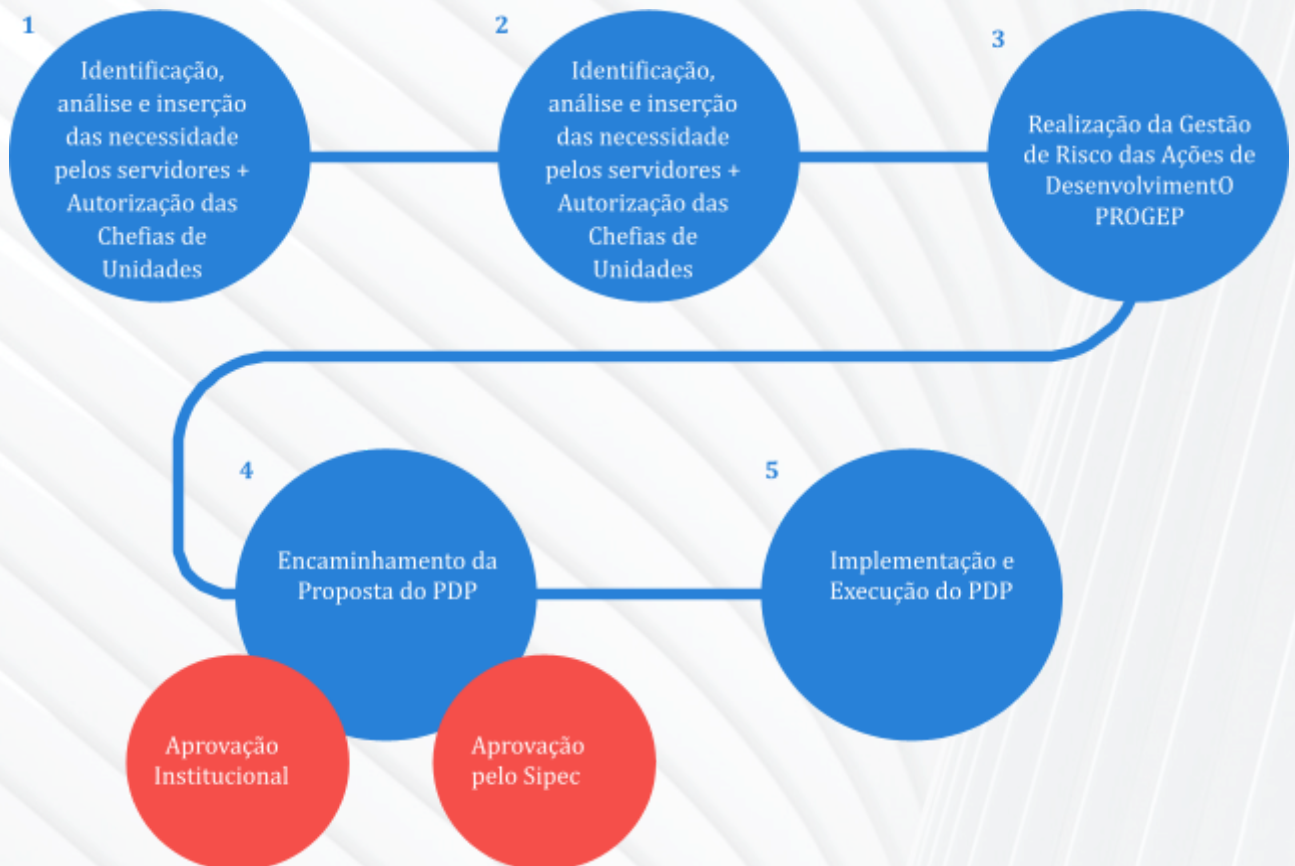 1
Identificação,
análise e inserção
das necessidade
pelos servidores +
Autorização das
Chefias de
Unidades
2
Identificação,
análise e inserção
das necessidade
pelos servidores +
Autorização das
Chefias de
Unidades
3
Realização da Gestão
de Risco das Ações de
DesenvolvimentO
PROGEP
4
Encaminhamento da
Proposta do PDP
Aprovação
Institucional
Aprovação
pelo Sipec
5
Implementação e
Execução do PDP